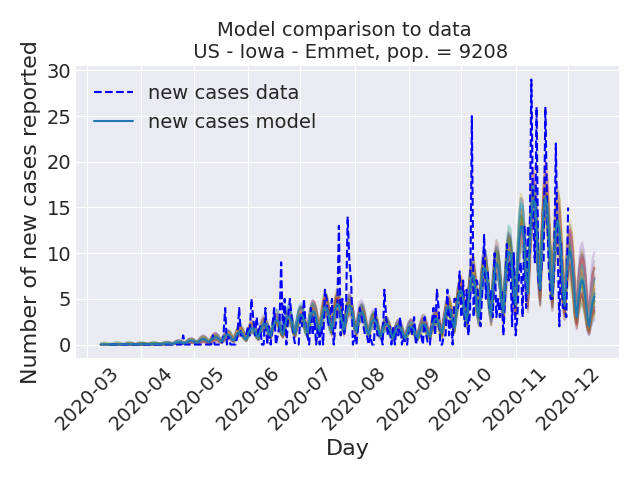 Model comparison to data
US - Iowa - Emmet, pop. = 9208
Number of new cases reported
30
25
20
15
10
5
0
new cases data
new cases model
2020-03
2020-04
2020-05
2020-06
2020-07
2020-08
2020-09
2020-10
2020-11
2020-12
Day